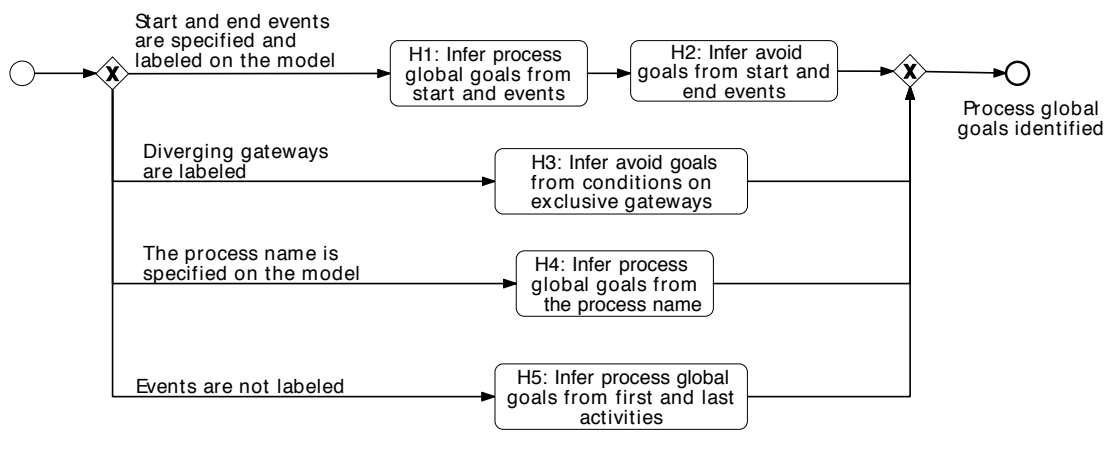 Start and end events
are specified and
labeled on the model
X
H1: Infer process
global goals from
start and events
H2: Infer avoid
goals from start and
end events
X
Process global
goals identified
Diverging gateways
are labeled
H3: Infer avoid goals
from conditions on
exclusive gateways
The process name is
specified on the model
H4: Infer process
global goals from
the process name
Events are not labeled
H5: Infer process global
goals from first and last
activities